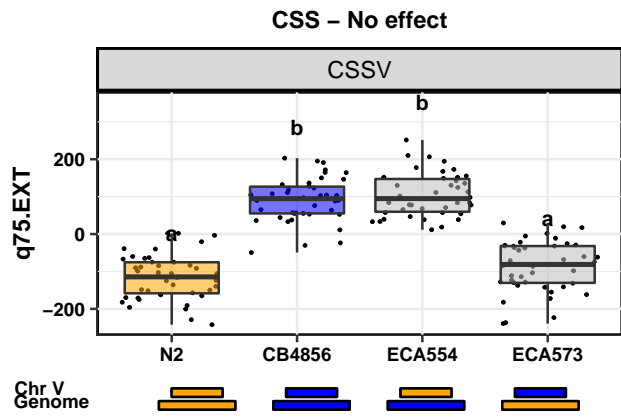 CSS – No effect
CSSV
b
b
a
a
q75.EXT
200
0
−200
N2 CB4856 ECA554 ECA573
Chr V
Genome